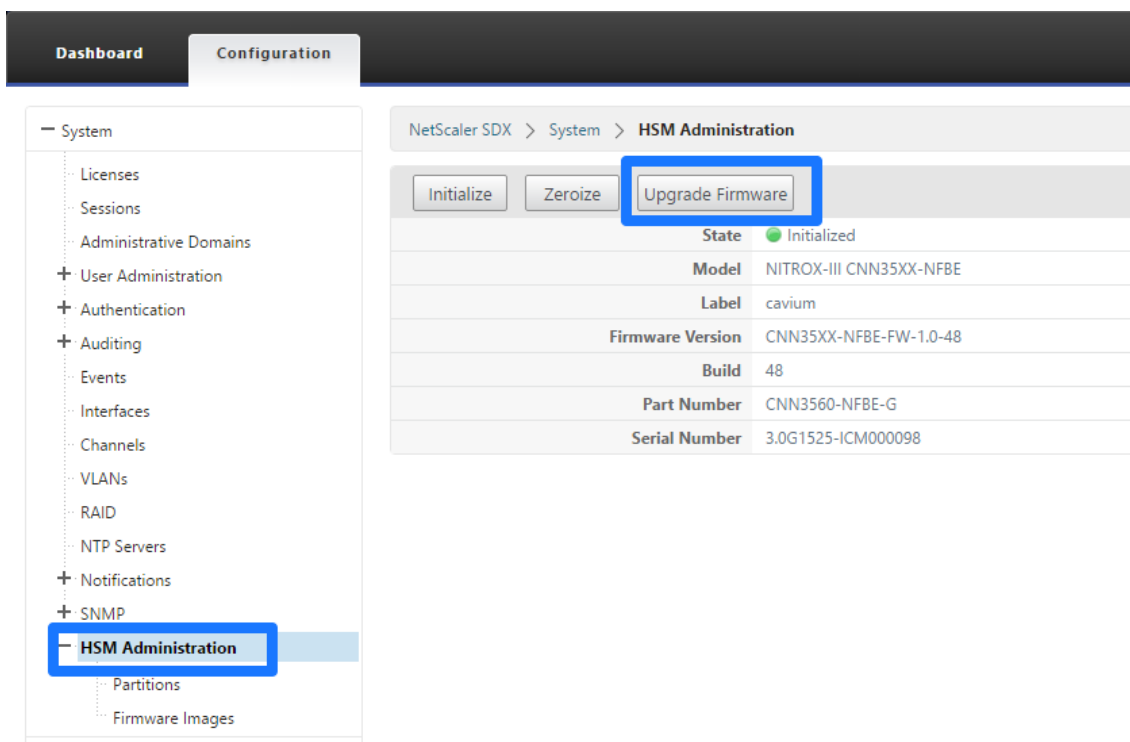 Dashboard Configuration
System
Licenses
Sessions
Administrative Domains
User Administration
Authentication
Auditing
Events
Interfaces
Channels
VLANs
RAID
NTP Servers
Notifications
SNMP
HSM Administration
Partitions
Firmware Images
NetScaler SDX > System > HSM Administration
Initialize Zeroize Upgrade Firmware
State Initialized
Model NITROX-III CNN35XX-NFBE
Label cavium
Firmware Version CNN35XX-NFBE-FW-1.0-48
Build 48
Part Number CNN3560-NFBE-G
Serial Number 3.0G1525-ICM000098